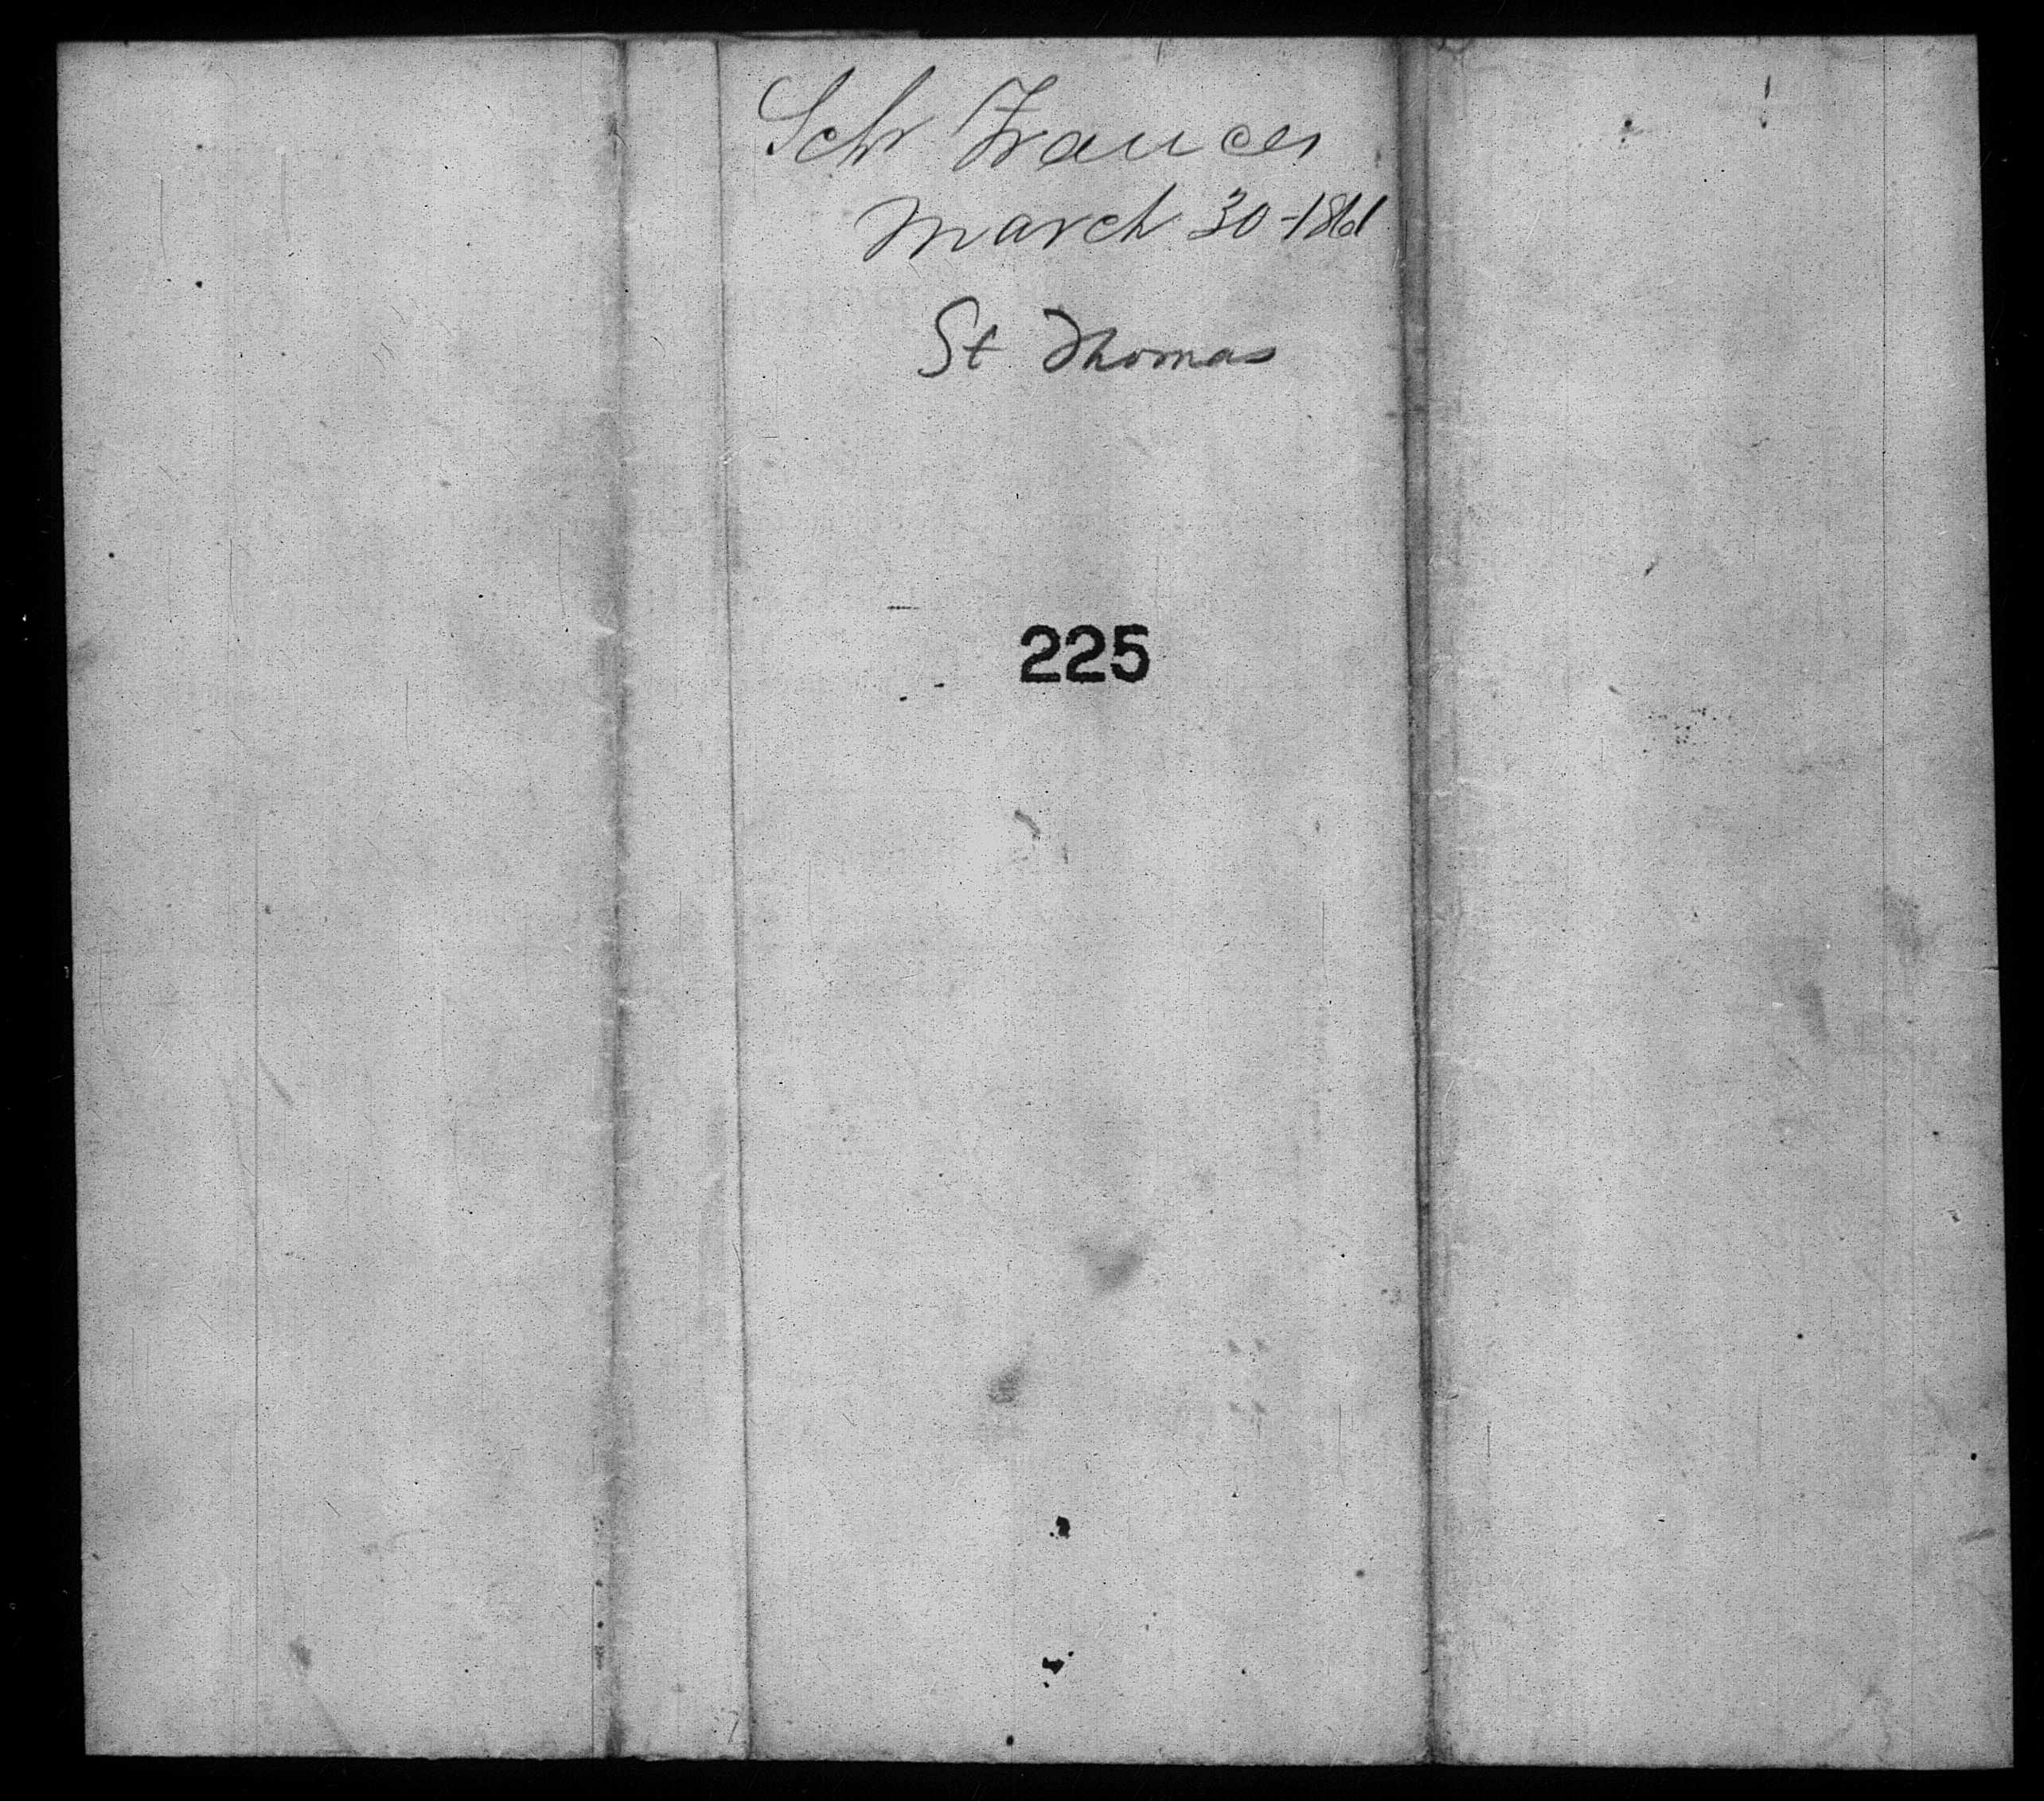 Schr Frances
March 30-1861
St Thomas
225